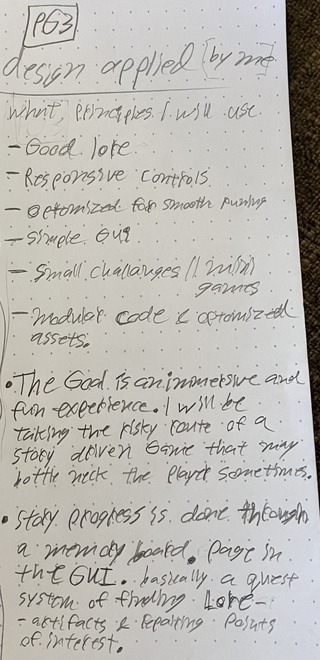 PG3
design applied [by me]
what, principles I will use.
- Good lore
- Responsive controls
- optomized for smooth runing
- Simple GUI
- Small challanges // mini
games
- modular code & optomized
assets.
• The Goal is an immersive and
fun experience. I will be
taking the risky route of a
story driven Game that may
bottle neck the player sometimes.
• Story progress is done through
a memory board. page in
the GUI. basically a quest
system of finding Lore-
- artifacts & repairing points
of interest.